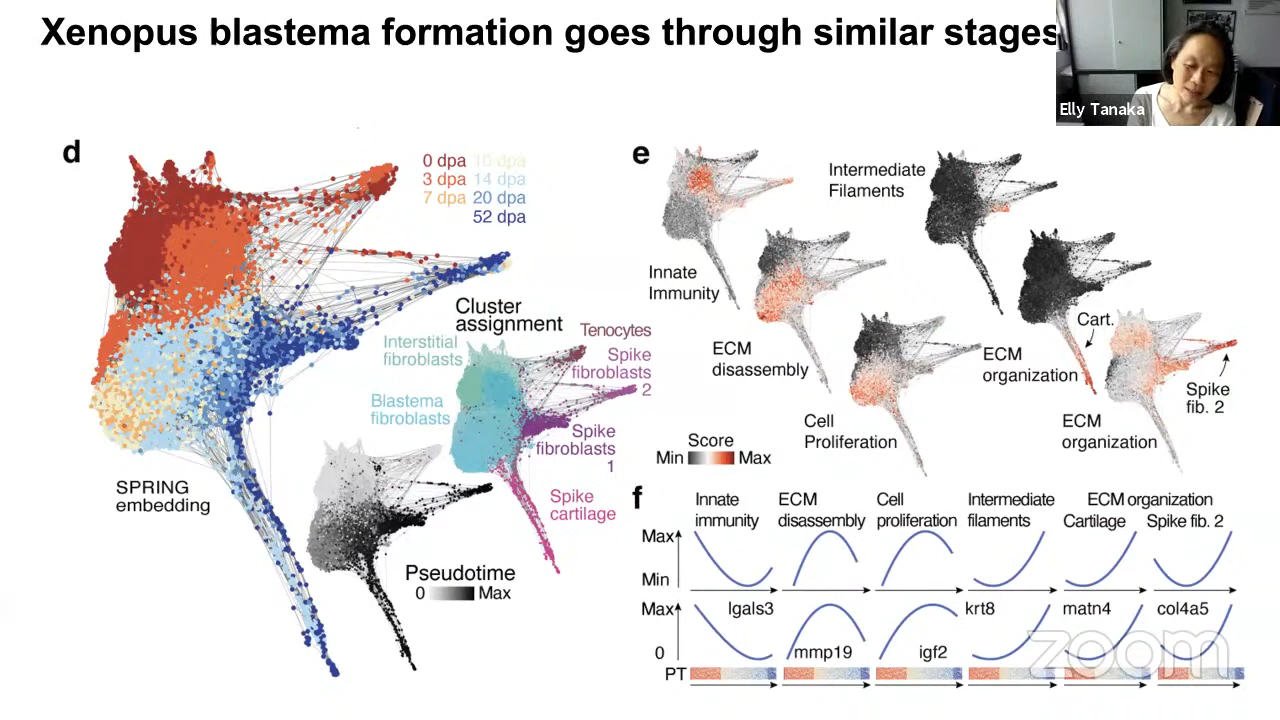 Xenopus blastema formation goes through similar stages
Elly Tanaka
d
0 dpa 10 dpa
3 dpa 14 dpa
7 dpa 20 dpa
52 dpa
SPRING
embedding
Cluster
assignment
Interstitial
fibroblasts
Blastema
fibroblasts
Tenocytes
Spike
fibroblasts
2
Spike
fibroblasts
1
Spike
cartilage
Pseudotime
0 Max
e
Innate
Immunity
ECM
disassembly
Cell
Proliferation
Intermediate
Filaments
ECM
organization
Cart.
ECM
organization
Spike
fib. 2
Score
Min Max
f
Innate
immunity
ECM
disassembly
Cell
proliferation
Intermediate
filaments
ECM organization
Cartilage Spike fib. 2
Max
Min
Max
0
PT
lgals3
mmp19
igf2
krt8
matn4
col4a5
zoom